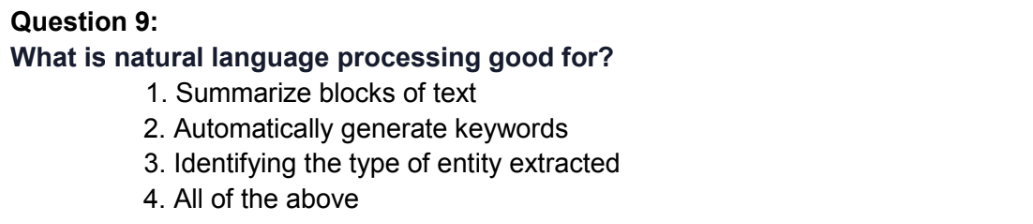 Question 9:
What is natural language processing good for?
1. Summarize blocks of text
2. Automatically generate keywords
3. Identifying the type of entity extracted
4. All of the above